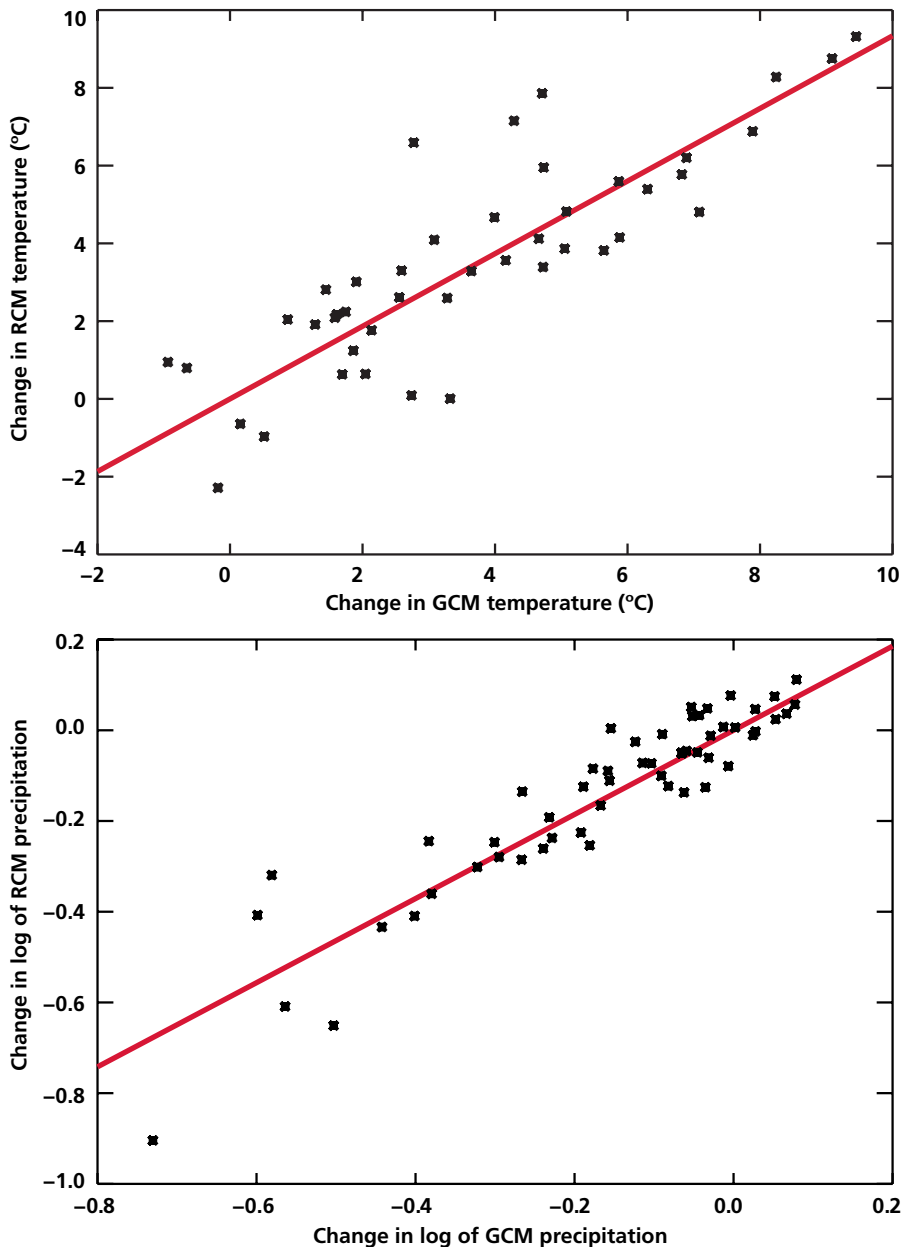 10
8
6
4
2
0
−2
−4
Change in RCM temperature (ºC)
−2 0 2 4 6 8 10
Change in GCM temperature (ºC)
0.2
0.0
−0.2
−0.4
−0.6
−0.8
−1.0
Change in log of RCM precipitation
−0.8 −0.6 −0.4 −0.2 0.0 0.2
Change in log of GCM precipitation